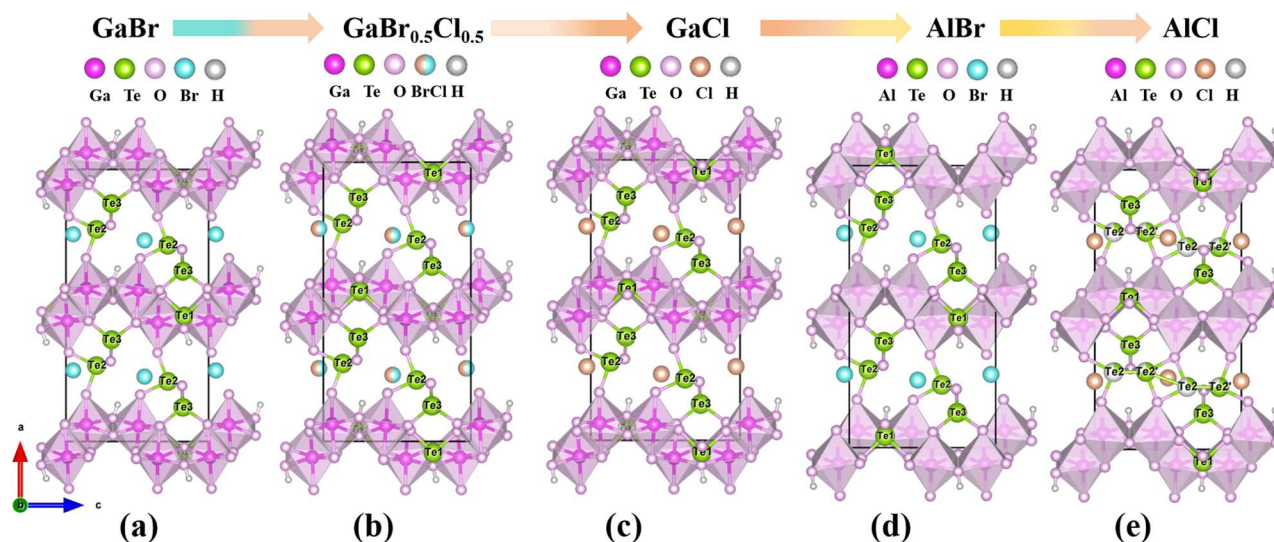 GaBr GaBr0.5Cl0.5 GaCl AlBr AlCl
Ga Te O Br H Ga Te O BrCl H Ga Te O Cl H Al Te O Br H Al Te O Cl H
Te3 Te2 Te2 Te3 Te1 Te3 Te2 Te2 Te3
Te1 Te3 Te2 Te2 Te3 Te1 Te3 Te2 Te2 Te3 Te1
Te1 Te3 Te2 Te2 Te3 Te1 Te3 Te2 Te2 Te3 Te1
Te1 Te3 Te2 Te2 Te3 Te1 Te3 Te2 Te2 Te3 Te1
Te1 Te3 Te2 Te2' Te2 Te2' Te3 Te1 Te3 Te2 Te2' Te2 Te2' Te3 Te1
a
b c
(a) (b) (c) (d) (e)